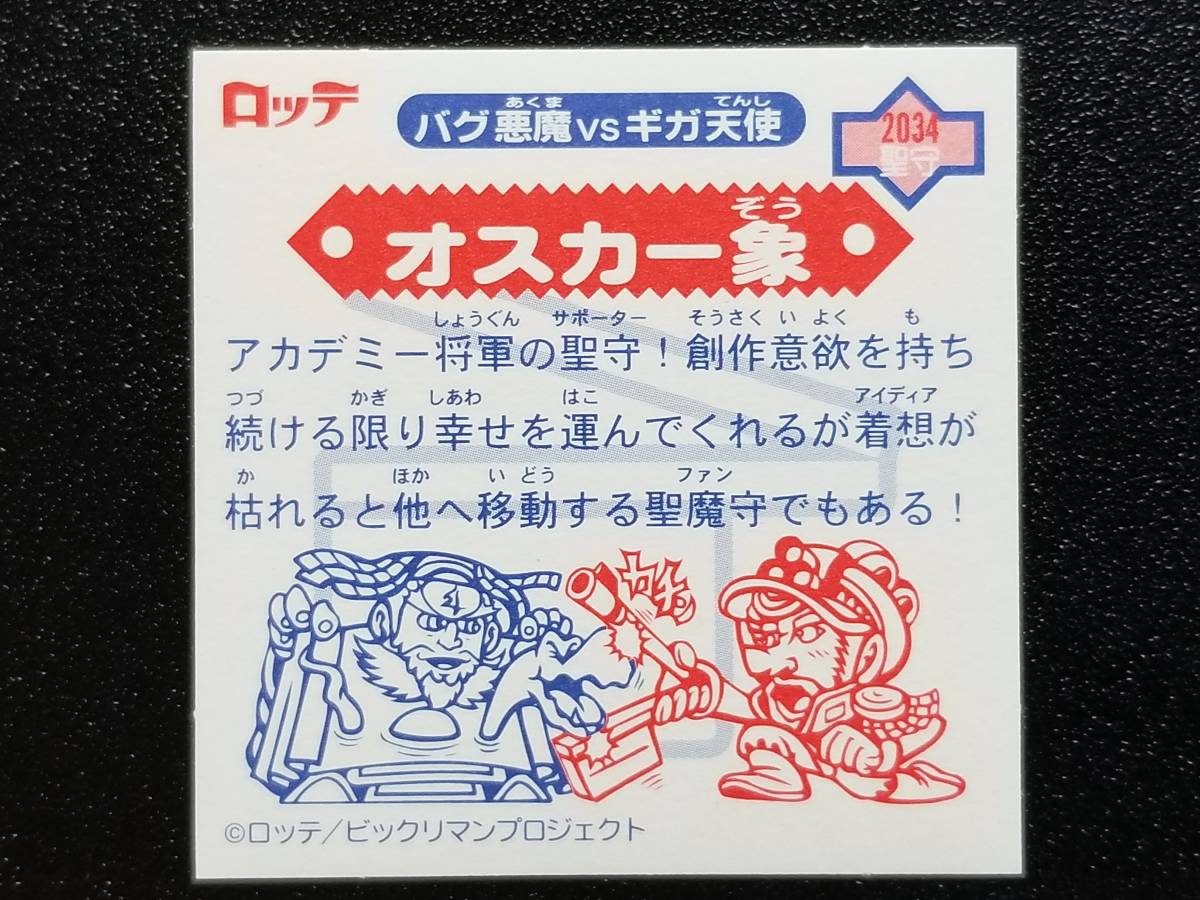 ロッテ
あくま てんし
バグ悪魔vsギガ天使
2034
聖守
ぞう
オスカー象
しょうぐん サポーター そうさく い よく も
アカデミー将軍の聖守！創作意欲を持ち
つづ かぎ しあわ はこ アイディア
続ける限り幸せを運んでくれるが着想が
か ほか い どう ファン
枯れると他へ移動する聖魔守でもある！
カチッ
©ロッテ/ビックリマンプロジェクト